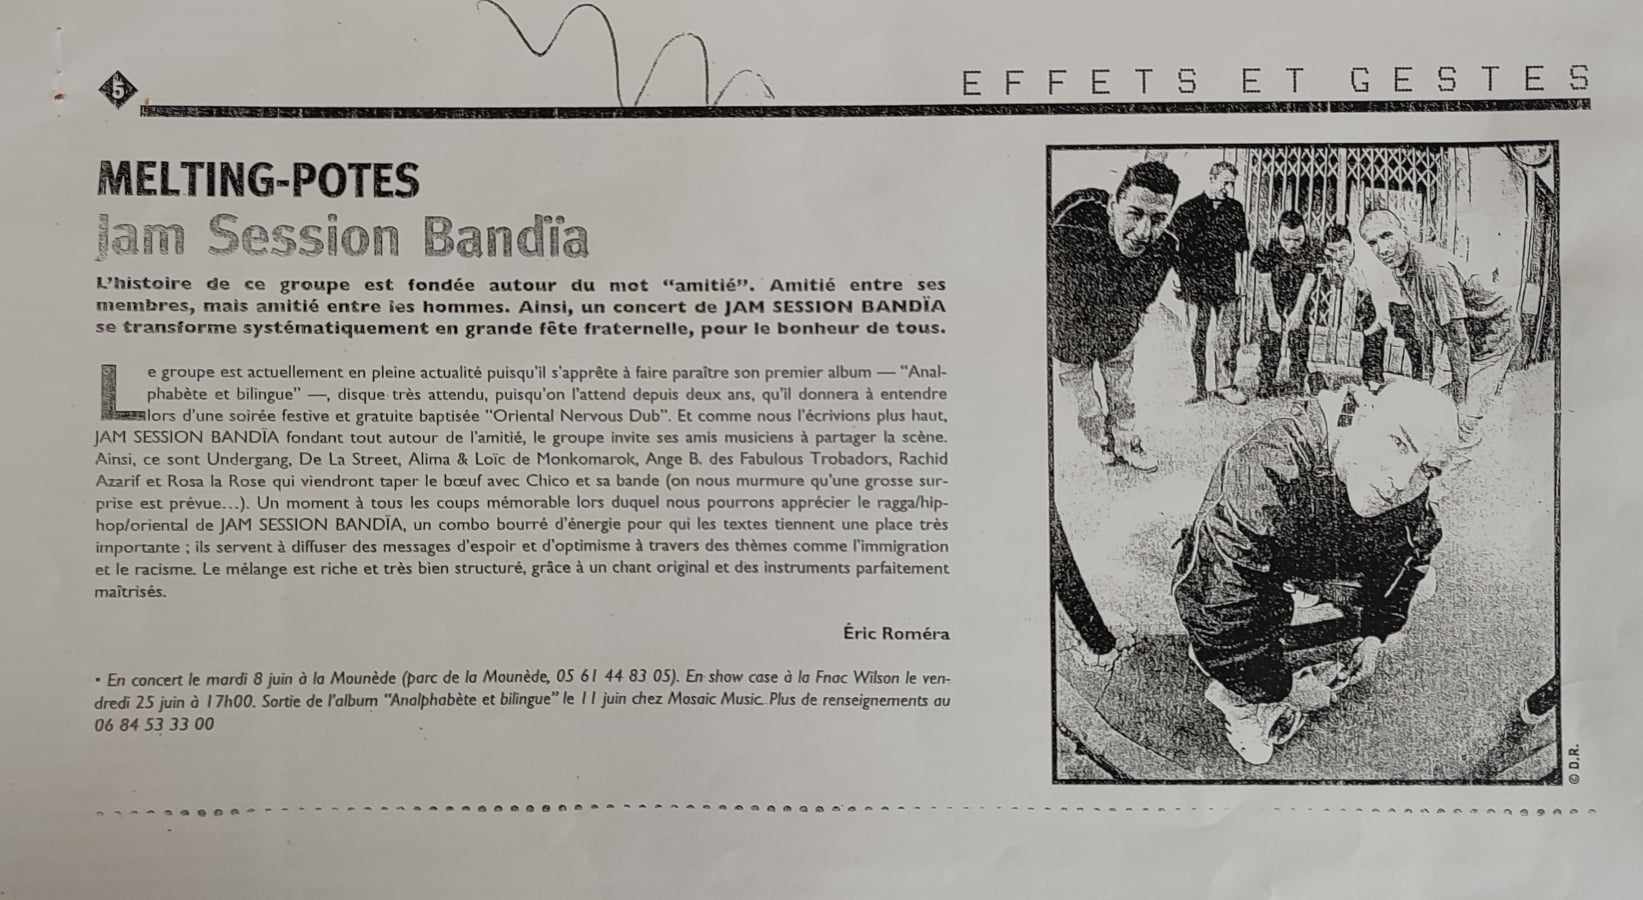 5
EFFETS ET GESTES
MELTING-POTES
Jam Session Bandïa
L'histoire de ce groupe est fondée autour du mot “amitié”. Amitié entre ses
membres, mais amitié entre les hommes. Ainsi, un concert de JAM SESSION BANDÏA
se transforme systématiquement en grande fête fraternelle, pour le bonheur de tous.
Le groupe est actuellement en pleine actualité puisqu'il s'apprête à faire paraître son premier album — “Anal-
phabète et bilingue” —, disque très attendu, puisqu'on l'attend depuis deux ans, qu'il donnera à entendre
lors d'une soirée festive et gratuite baptisée “Oriental Nervous Dub”. Et comme nous l'écrivions plus haut,
JAM SESSION BANDÏA fondant tout autour de l'amitié, le groupe invite ses amis musiciens à partager la scène.
Ainsi, ce sont Undergang, De La Street, Alima & Loïc de Monkomarok, Ange B. des Fabulous Trobadors, Rachid
Azarif et Rosa la Rose qui viendront taper le bœuf avec Chico et sa bande (on nous murmure qu'une grosse sur-
prise est prévue…). Un moment à tous les coups mémorable lors duquel nous pourrons apprécier le ragga/hip-
hop/oriental de JAM SESSION BANDÏA, un combo bourré d'énergie pour qui les textes tiennent une place très
importante ; ils servent à diffuser des messages d'espoir et d'optimisme à travers des thèmes comme l'immigration
et le racisme. Le mélange est riche et très bien structuré, grâce à un chant original et des instruments parfaitement
maîtrisés.
Éric Roméra
• En concert le mardi 8 juin à la Mounède (parc de la Mounède, 05 61 44 83 05). En show case à la Fnac Wilson le ven-
dredi 25 juin à 17h00. Sortie de l'album “Analphabète et bilingue” le 11 juin chez Mosaic Music. Plus de renseignements au
06 84 53 33 00
© D.R.